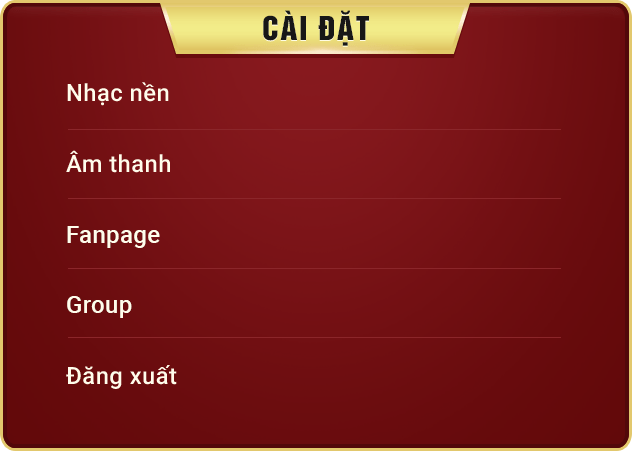 CÀI ĐẶT
Nhạc nền
Âm thanh
Fanpage
Group
Đăng xuất